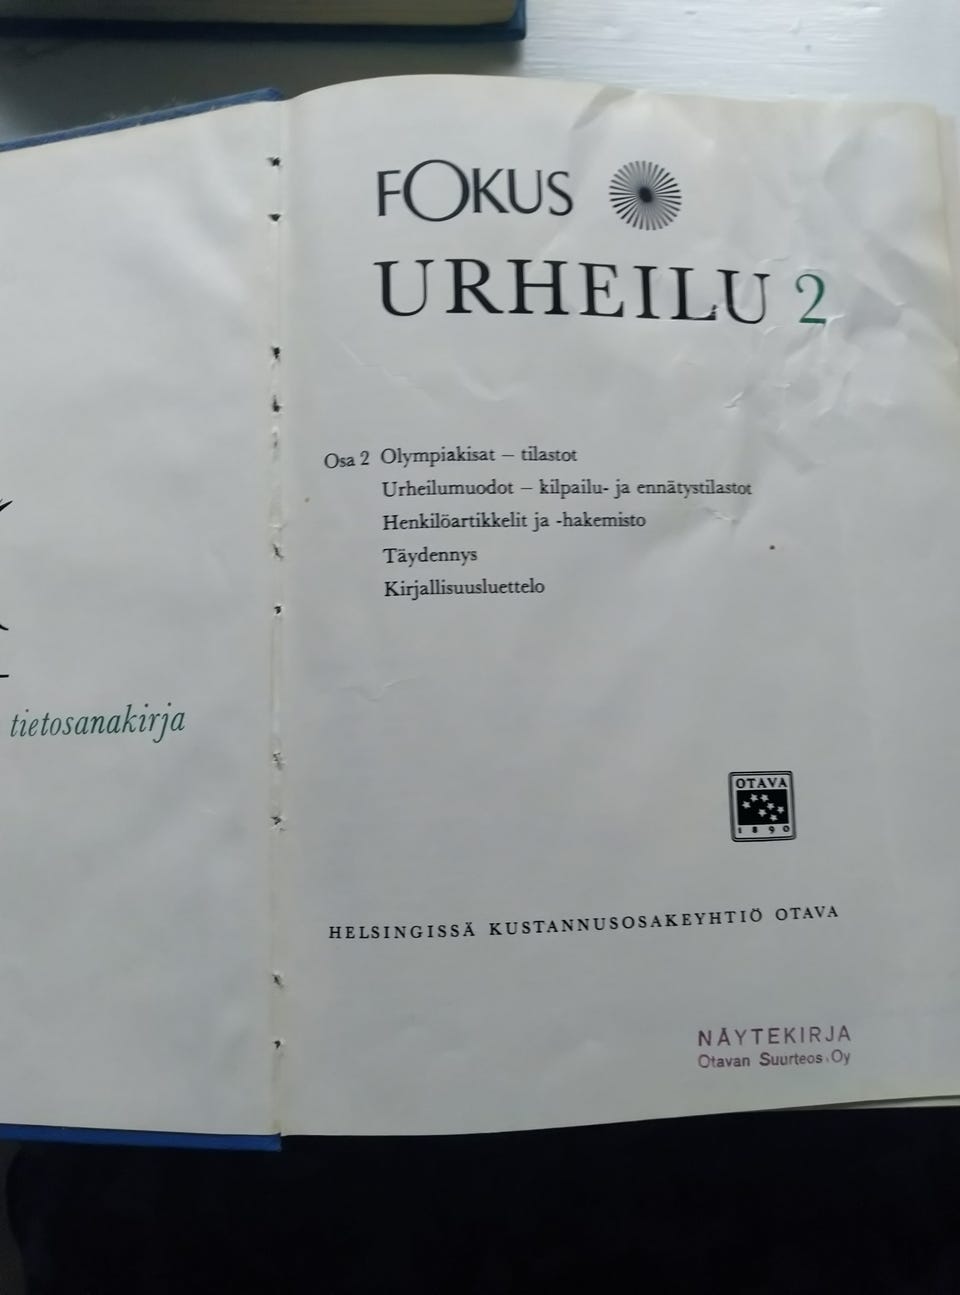 tietosanakirja
FOKUS
URHEILU 2
Osa 2 Olympiakisat – tilastot
Urheilumuodot – kilpailu- ja ennätystilastot
Henkilöartikkelit ja -hakemisto
Täydennys
Kirjallisuusluettelo
OTAVA
1890
HELSINGISSÄ KUSTANNUSOSAKEYHTIÖ OTAVA
NÄYTEKIRJA
Otavan Suurteos Oy